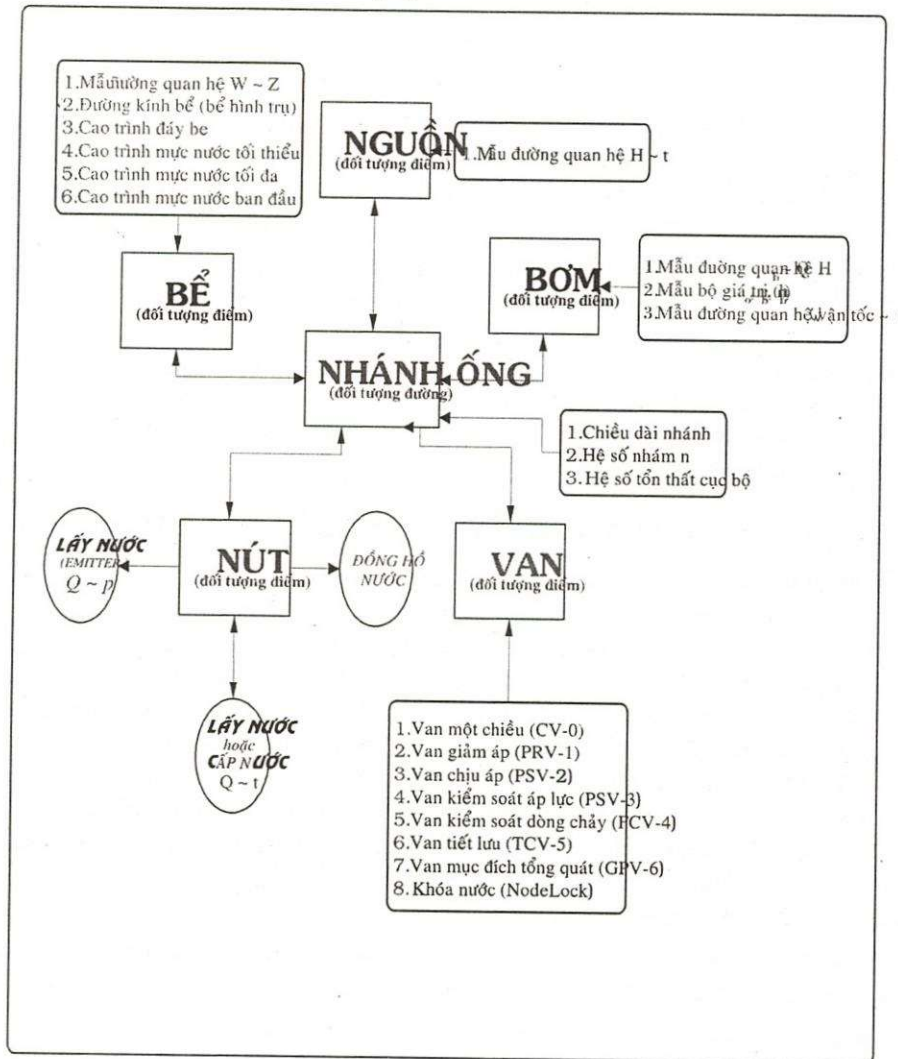 1.Mẫu đường quan hệ W ~ Z
2.Đường kính bể (bể hình trụ)
3.Cao trình đáy be
4.Cao trình mực nước tối thiểu
5.Cao trình mực nước tối đa
6.Cao trình mực nước ban đầu
NGUỒN
(đối tượng điểm)
1.Mẫu đường quan hệ H ~ t
BỂ
(đối tượng điểm)
BƠM
(đối tượng điểm)
1.Mẫu đường quan hệ H
2.Mẫu bộ giá trị
3.Mẫu đường quan hệ vận tốc ~
NHÁNH ỐNG
(đối tượng đường)
1.Chiều dài nhánh
2.Hệ số nhám n
3.Hệ số tổn thất cục bộ
LẤY NƯỚC
(EMITTER
Q ~ p
NÚT
(đối tượng điểm)
ĐỒNG HỒ
NƯỚC
VAN
(đối tượng điểm)
LẤY NƯỚC
hoặc
CẤP NƯỚC
Q ~ t
1.Van một chiều (CV-0)
2.Van giảm áp (PRV-1)
3.Van chịu áp (PSV-2)
4.Van kiểm soát áp lực (PSV-3)
5.Van kiểm soát dòng chảy (FCV-4)
6.Van tiết lưu (TCV-5)
7.Van mục đích tổng quát (GPV-6)
8.Khóa nước (NodeLock)